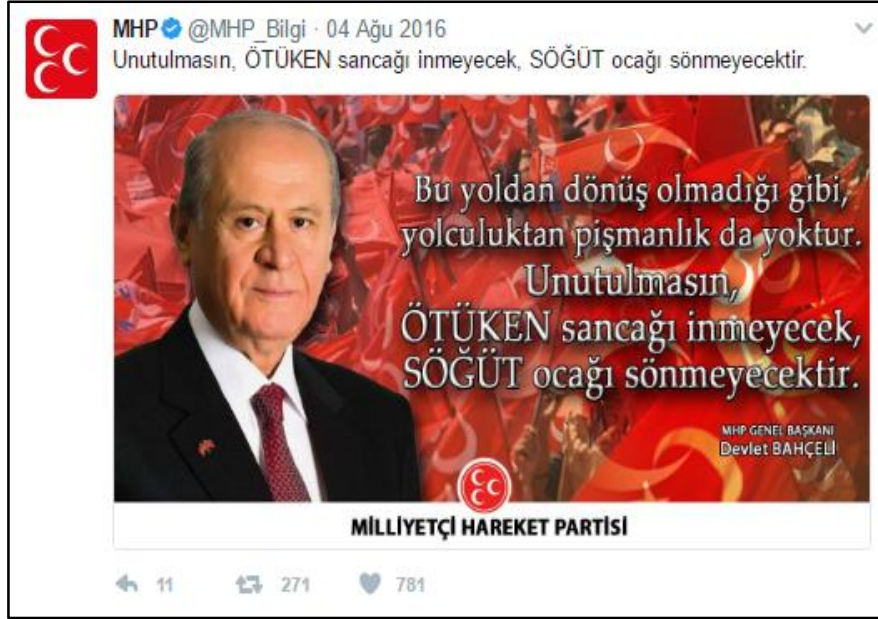 MHP @MHP_Bilgi · 04 Ağu 2016
Unutulmasın, ÖTÜKEN sancağı inmeyecek, SÖĞÜT ocağı sönmeyecektir.
Bu yoldan dönüş olmadığı gibi,
yolculuktan pişmanlık da yoktur.
Unutulmasın,
ÖTÜKEN sancağı inmeyecek,
SÖĞÜT ocağı sönmeyecektir.
MHP GENEL BAŞKANI
Devlet BAHÇELİ
MİLLİYETÇİ HAREKET PARTİSİ
11 271 781